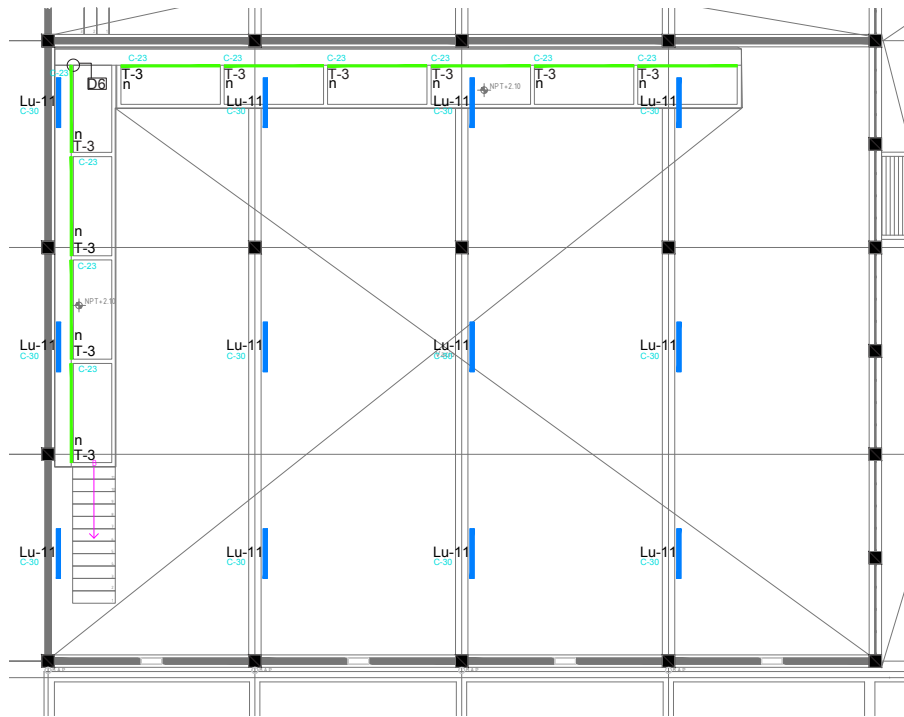 C-23 C-23 C-23 C-23 C-23 C-23
C-23
T-3 T-3 T-3 T-3 T-3 T-3
n n n n n n
D6
NPT+2.10
Lu-11 Lu-11 Lu-11 Lu-11
C-30 C-30 C-30 C-30
n
T-3
C-23
n
T-3
C-23
NPT+2.10
n
T-3
Lu-11 Lu-11 Lu-11 Lu-11
C-30 C-30 C-30 C-30
C-23
n
T-3
Lu-11 Lu-11 Lu-11 Lu-11
C-30 C-30 C-30 C-30